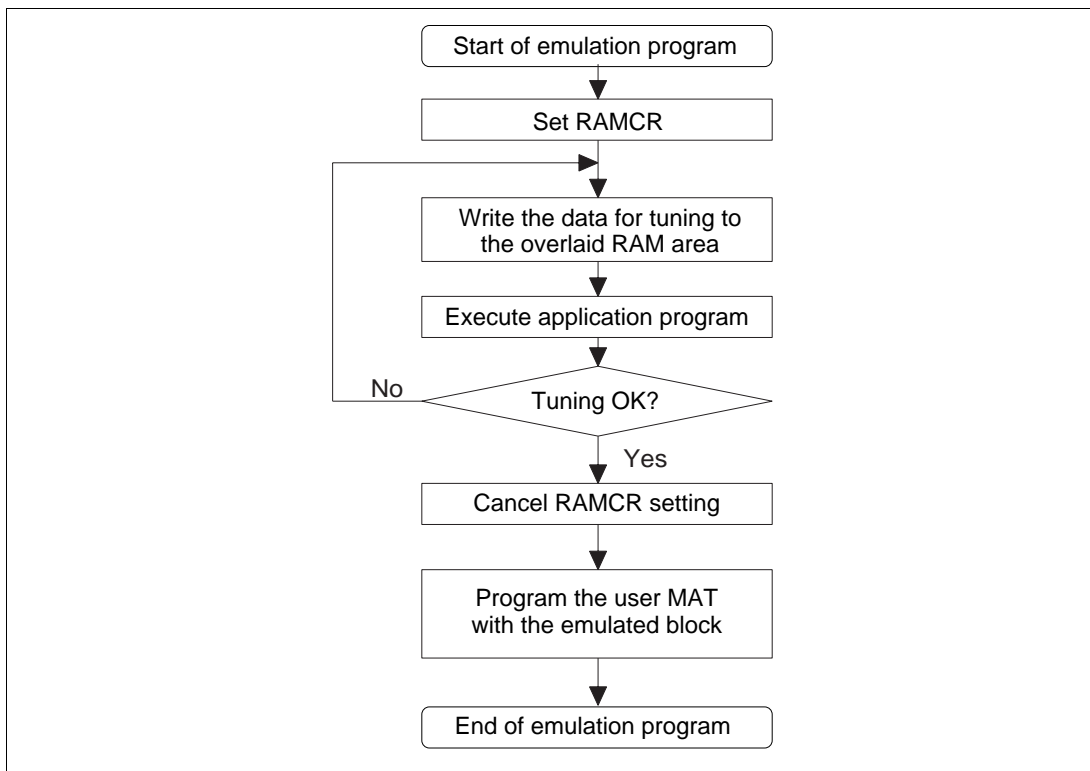 Start of emulation program
Set RAMCR
Write the data for tuning to
the overlaid RAM area
Execute application program
No
Tuning OK?
Yes
Cancel RAMCR setting
Program the user MAT
with the emulated block
End of emulation program